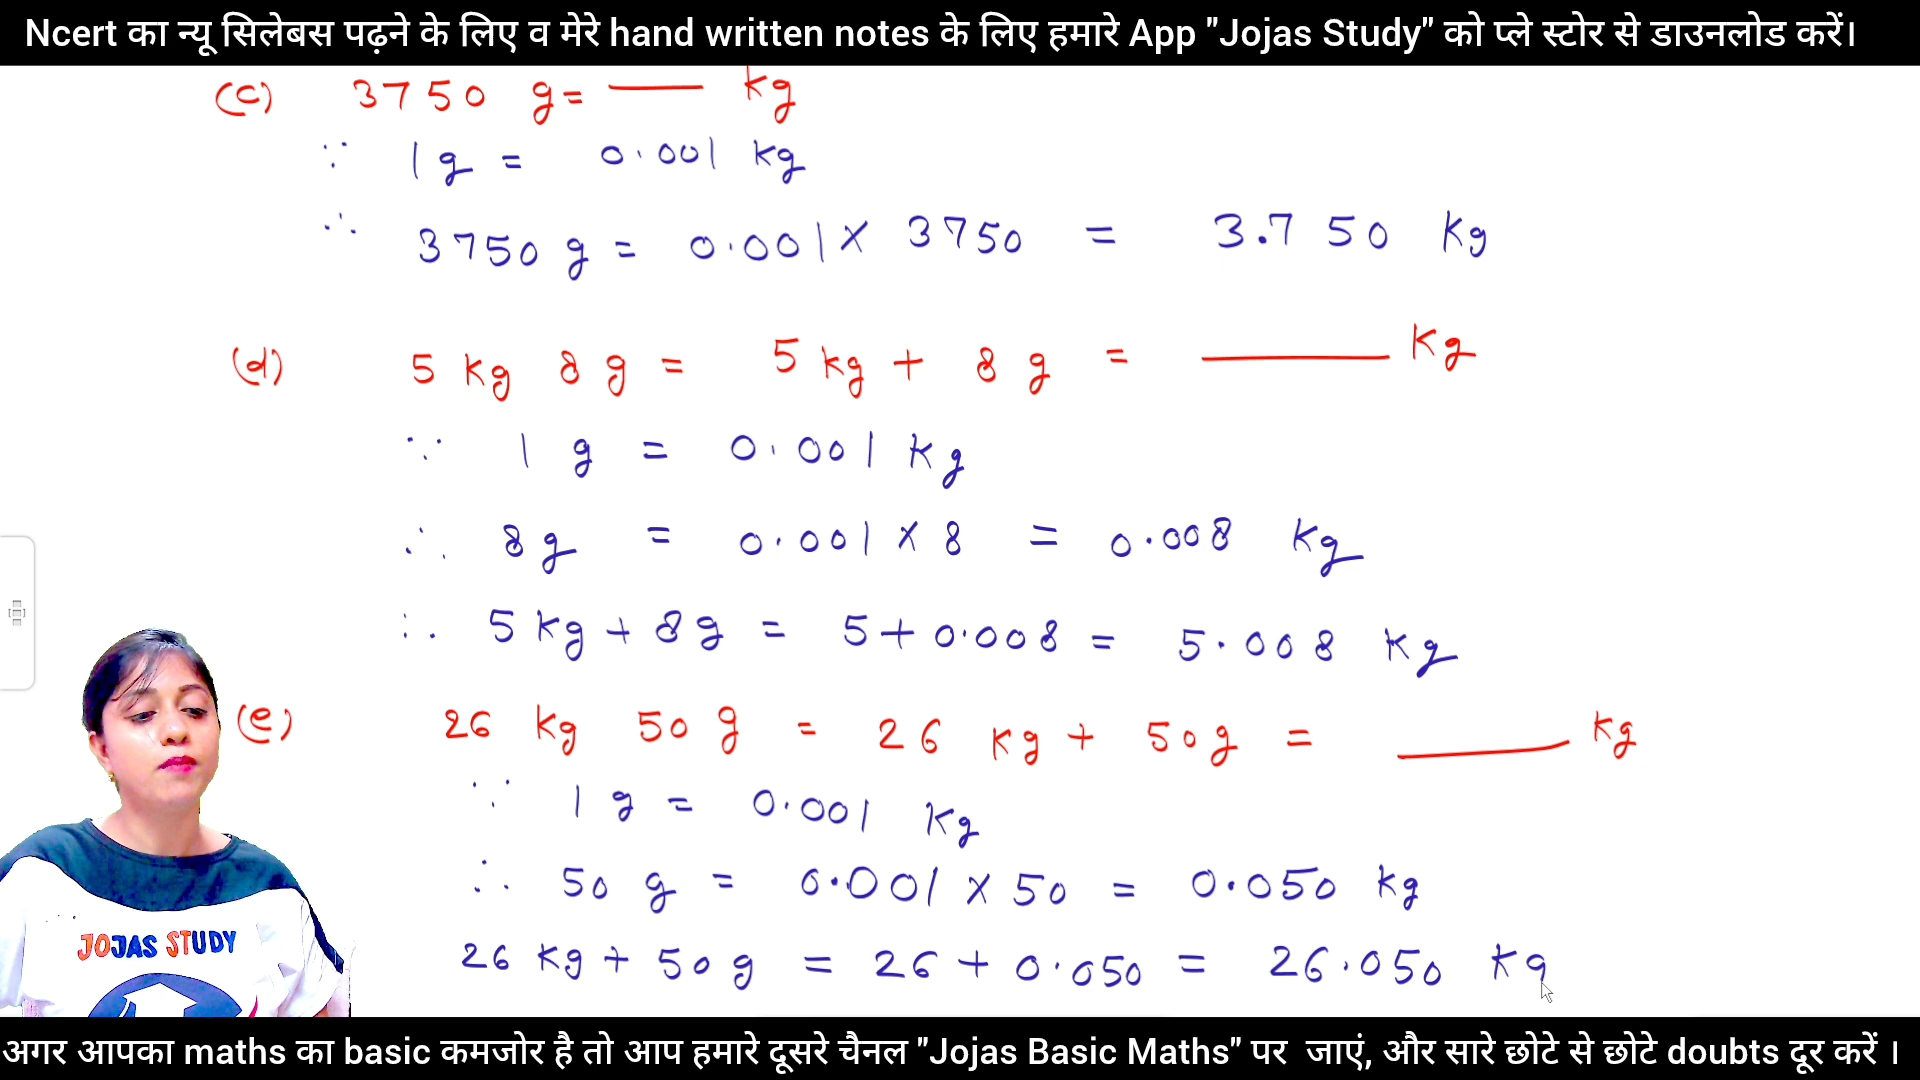 Ncert का न्यू सिलेबस पढ़ने के लिए व मेरे hand written notes के लिए हमारे App "Jojas Study" को प्ले स्टोर से डाउनलोड करें।
(c) 3750 g = ___ kg
∵ 1 g = 0.001 kg
∴ 3750 g = 0.001 × 3750 = 3.750 kg
(d) 5 kg 8 g = 5 kg + 8 g = ___ kg
∵ 1 g = 0.001 kg
∴ 8 g = 0.001 × 8 = 0.008 kg
∴ 5 kg + 8 g = 5 + 0.008 = 5.008 kg
(e) 26 kg 50 g = 26 kg + 50 g = ___ kg
∵ 1 g = 0.001 kg
∴ 50 g = 0.001 × 50 = 0.050 kg
26 kg + 50 g = 26 + 0.050 = 26.050 kg
JOJAS STUDY
अगर आपका maths का basic कमजोर है तो आप हमारे दूसरे चैनल "Jojas Basic Maths" पर जाएं, और सारे छोटे से छोटे doubts दूर करें ।